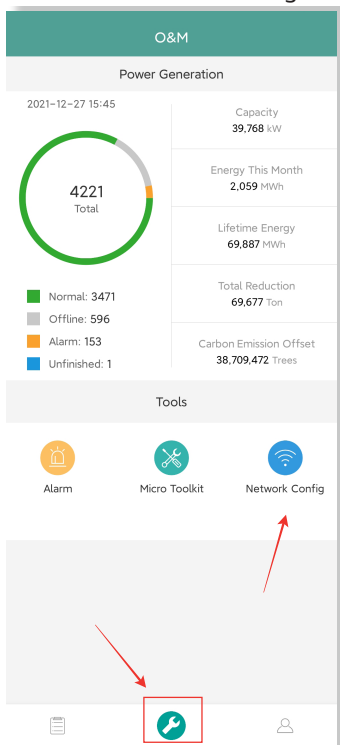 O&M
Power Generation
2021-12-27 15:45
4221
Total
Normal: 3471
Offline: 596
Alarm: 153
Unfinished: 1
Capacity
39,768 kW
Energy This Month
2,059 MWh
Lifetime Energy
69,887 MWh
Total Reduction
69,677 Ton
Carbon Emission Offset
38,709,472 Trees
Tools
Alarm
Micro Toolkit
Network Config